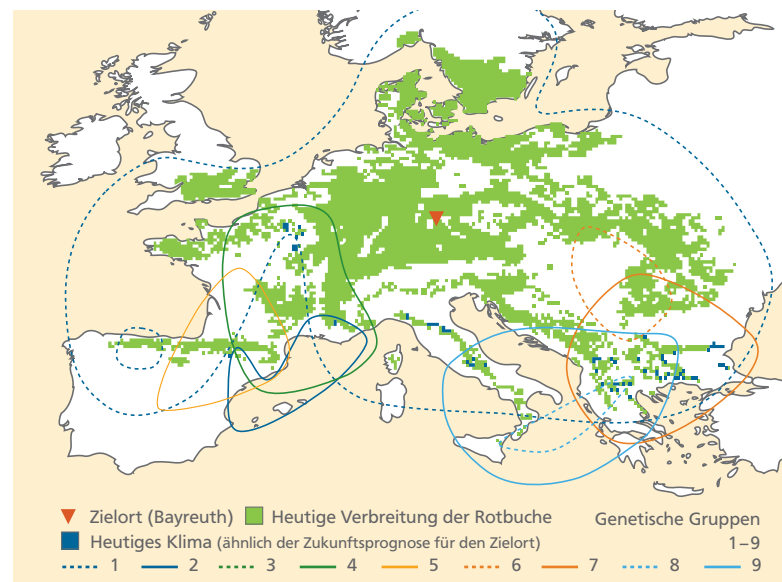 Zielort (Bayreuth) Heutige Verbreitung der Rotbuche Genetische Gruppen
Heutiges Klima (ähnlich der Zukunftsprognose für den Zielort) 1–9
1 2 3 4 5 6 7 8 9